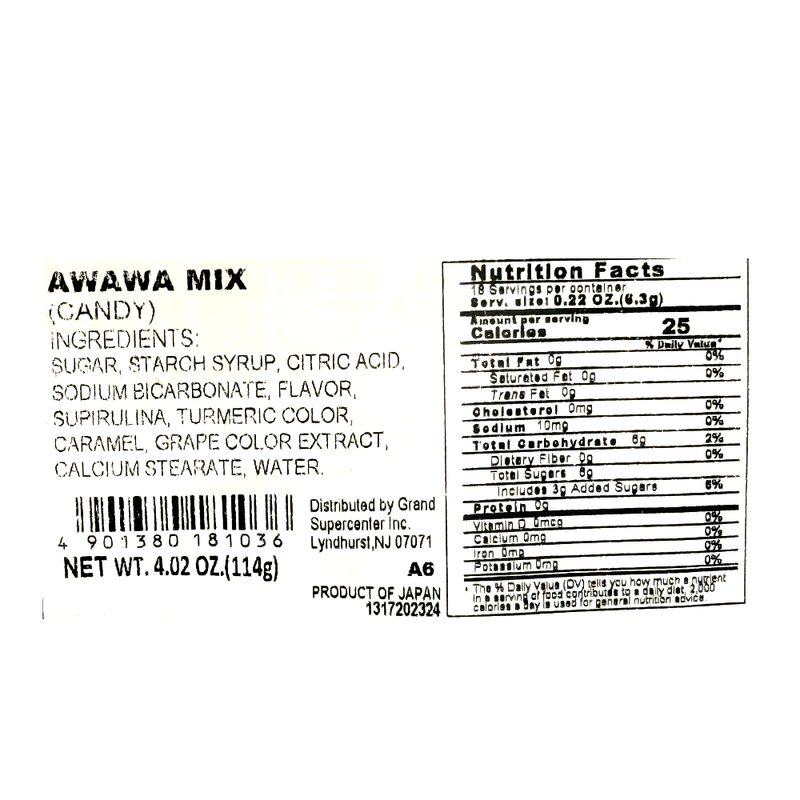 AWAWA MIX
(CANDY)
INGREDIENTS:
SUGAR, STARCH SYRUP, CITRIC ACID,
SODIUM BICARBONATE, FLAVOR,
SUPIRULINA, TURMERIC COLOR,
CARAMEL, GRAPE COLOR EXTRACT,
CALCIUM STEARATE, WATER.
4 901380 181036
NET WT. 4.02 OZ.(114g)
Distributed by Grand
Supercenter Inc.
Lyndhurst,NJ 07071
A6
PRODUCT OF JAPAN
1317202324
Nutrition Facts
18 Servings per container
Serv. size: 0.22 OZ.(6.3g)
Amount per serving
Calories 25
% Daily Value*
Total Fat 0g 0%
Saturated Fat 0g 0%
Trans Fat 0g
Cholesterol 0mg 0%
Sodium 10mg 0%
Total Carbohydrate 6g 2%
Dietary Fiber 0g 0%
Total Sugars 6g
Includes 3g Added Sugars 6%
Protein 0g
Vitamin D 0mcg 0%
Calcium 0mg 0%
Iron 0mg 0%
Potassium 0mg 0%
* The % Daily Value (DV) tells you how much a nutrient
in a serving of food contributes to a daily diet. 2,000
calories a day is used for general nutrition advice.